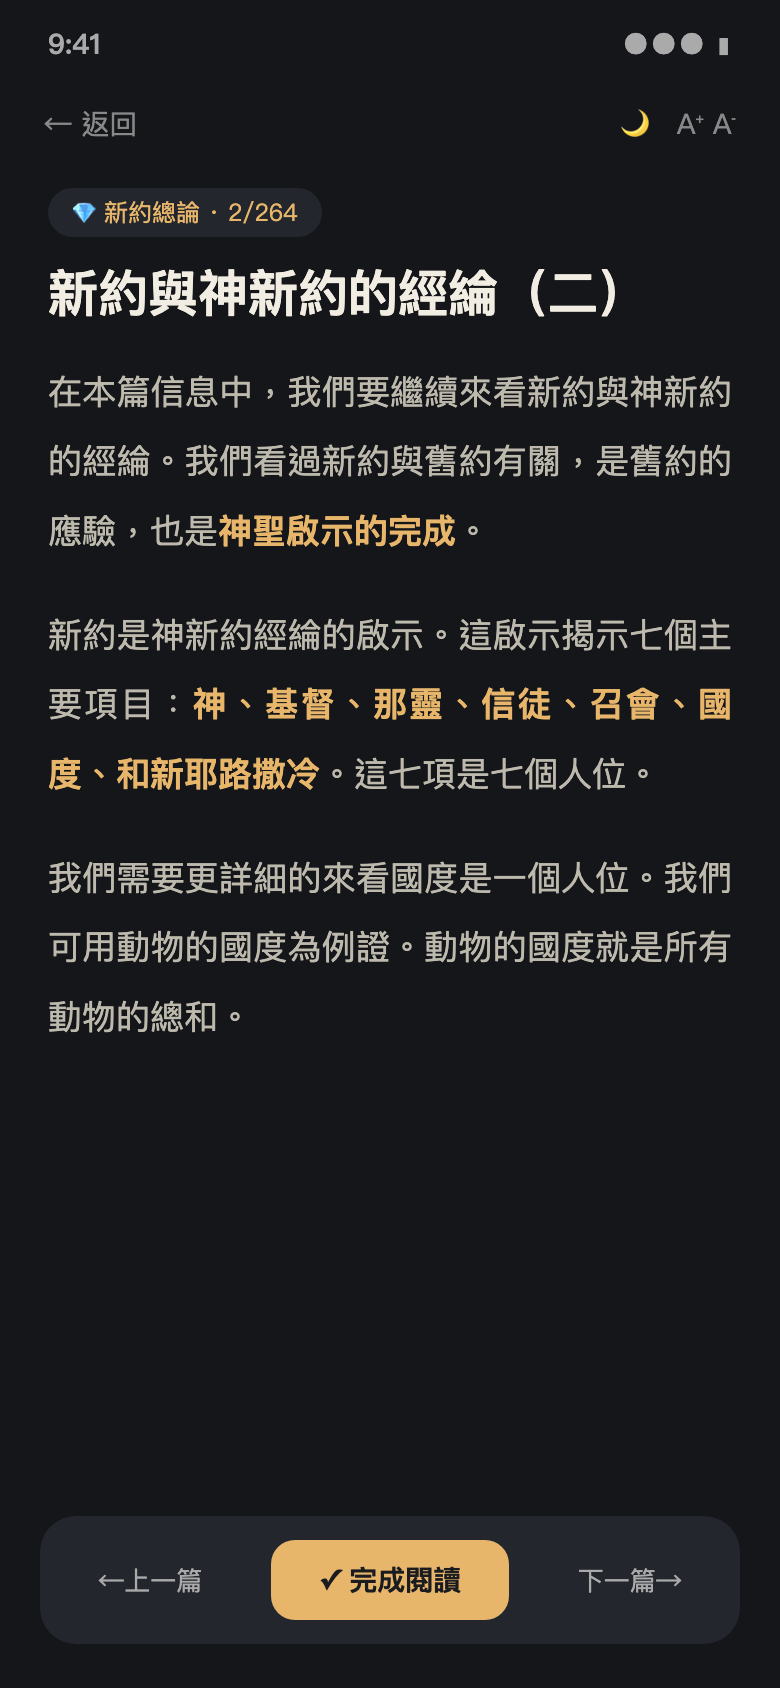 9:41
← 返回 🌙 A⁺ A⁻
💎 新約總論 · 2/264
新約與神新約的經綸（二）
在本篇信息中，我們要繼續來看新約與神新約
的經綸。我們看過新約與舊約有關，是舊約的
應驗，也是神聖啟示的完成。
新約是神新約經綸的啟示。這啟示揭示七個主
要項目：神、基督、那靈、信徒、召會、國
度、和新耶路撒冷。這七項是七個人位。
我們需要更詳細的來看國度是一個人位。我們
可用動物的國度為例證。動物的國度就是所有
動物的總和。
←上一篇 ✓ 完成閱讀 下一篇→